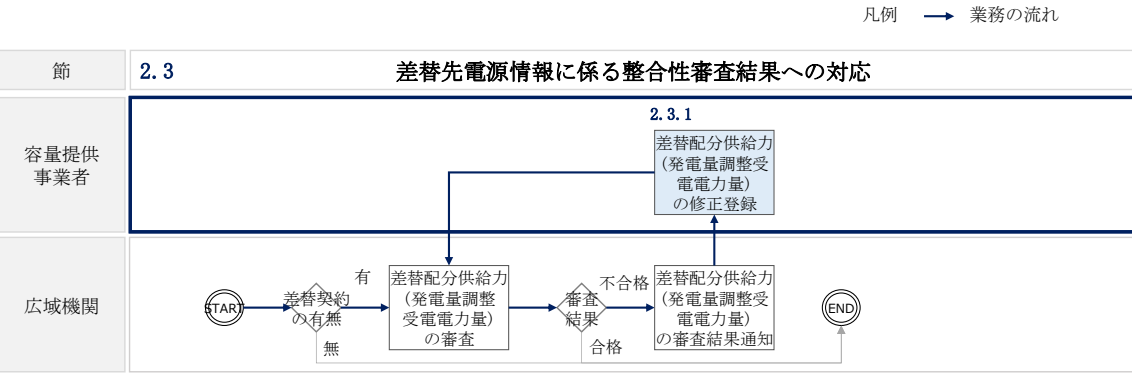 凡例
業務の流れ
節
2.3
差替先電源情報に係る整合性審査結果への対応
容量提供
事業者
2.3.1
差替配分供給力
(発電量調整受
電電力量)
の修正登録
広域機関
START
差替契約
の有無
有
無
差替配分供給力
(発電量調整
受電電力量)
の審査
審査
結果
不合格
合格
差替配分供給力
(発電量調整受
電電力量)
の審査結果通知
END